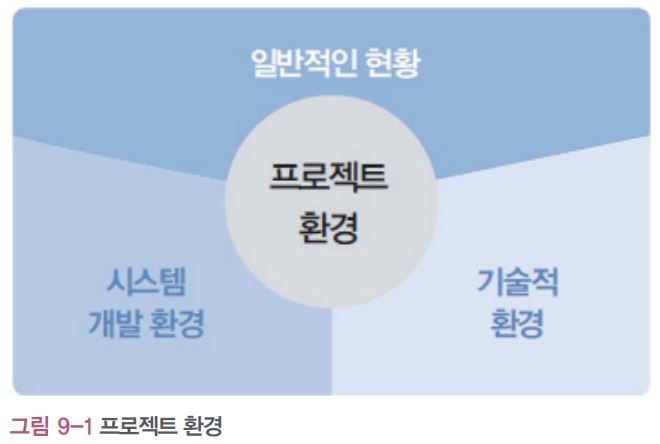 일반적인 현황
프로젝트
환경
시스템
개발 환경
기술적
환경
그림 9-1 프로젝트 환경